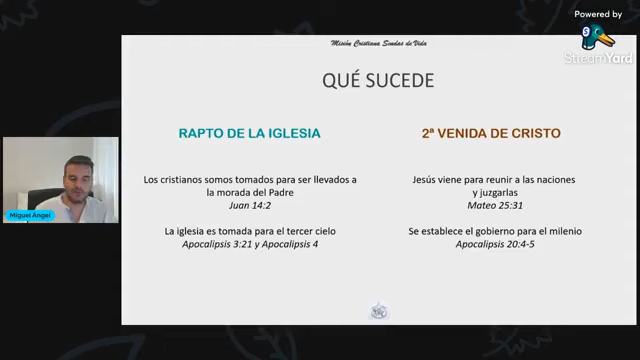 Powered by
StreamYard
Misión Cristiana Sendas de Vida
QUÉ SUCEDE
RAPTO DE LA IGLESIA
Los cristianos somos tomados para ser llevados a
la morada del Padre
Juan 14:2
La iglesia es tomada para el tercer cielo
Apocalipsis 3:21 y Apocalipsis 4
2ª VENIDA DE CRISTO
Jesús viene para reunir a las naciones
y juzgarlas
Mateo 25:31
Se establece el gobierno para el milenio
Apocalipsis 20:4-5
Miguel Ángel